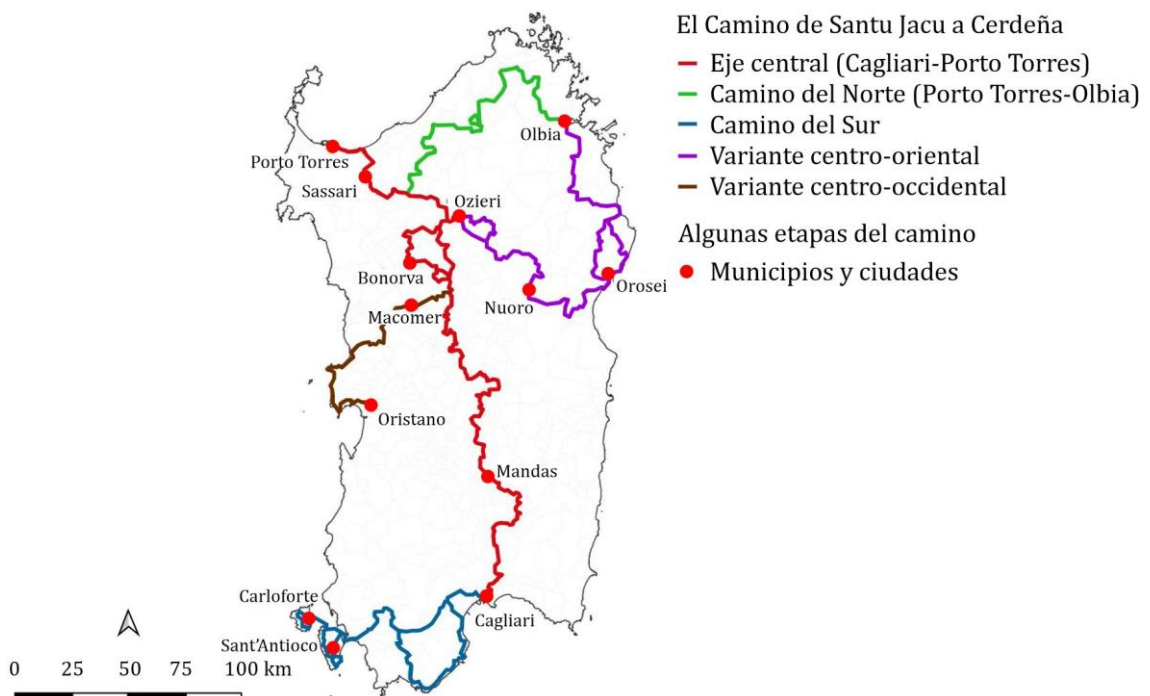 El Camino de Santu Jacu a Cerdeña
Eje central (Cagliari-Porto Torres)
Camino del Norte (Porto Torres-Olbia)
Camino del Sur
Variante centro-oriental
Variante centro-occidental
Algunas etapas del camino
Municipios y ciudades
Olbia
Porto Torres
Sassari
Ozieri
Bonorva
Orosei
Nuoro
Macomer
Oristano
Mandas
Carloforte
Cagliari
Sant'Antioco
0 25 50 75 100 km